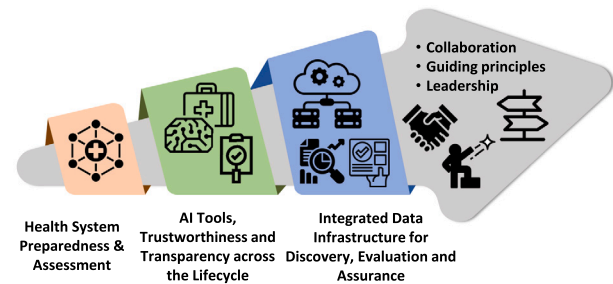 • Collaboration
• Guiding principles
• Leadership
Health System
Preparedness &
Assessment
AI Tools,
Trustworthiness and
Transparency across
the Lifecycle
Integrated Data
Infrastructure for
Discovery, Evaluation and
Assurance